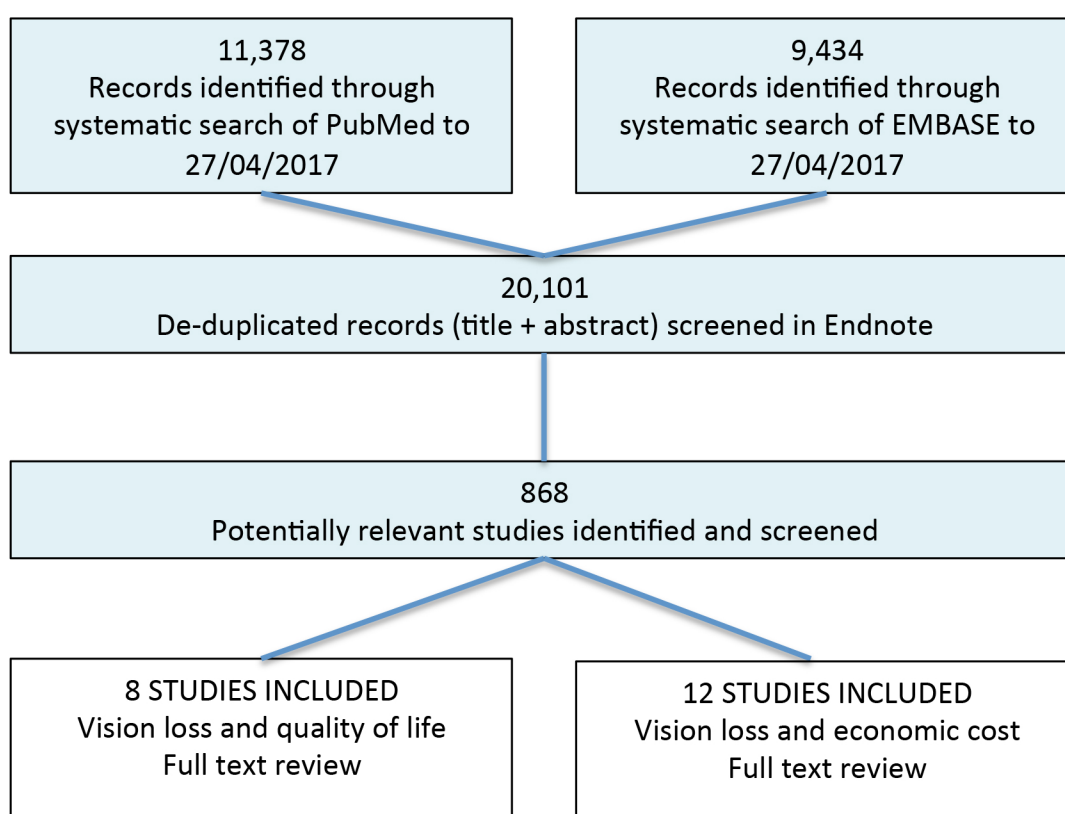 11,378
Records identified through
systematic search of PubMed to
27/04/2017
9,434
Records identified through
systematic search of EMBASE to
27/04/2017
20,101
De-duplicated records (title + abstract) screened in Endnote
868
Potentially relevant studies identified and screened
8 STUDIES INCLUDED
Vision loss and quality of life
Full text review
12 STUDIES INCLUDED
Vision loss and economic cost
Full text review